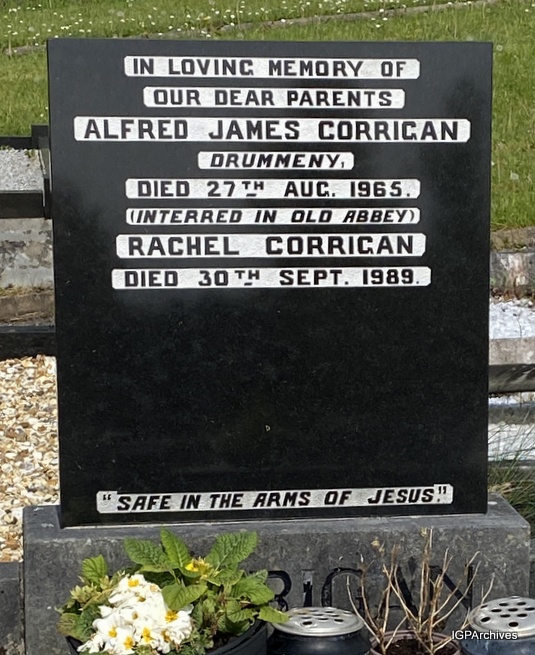 IN LOVING MEMORY OF
OUR DEAR PARENTS
ALFRED JAMES CORRIGAN
DRUMMENY,
DIED 27TH AUG. 1965.
(INTERRED IN OLD ABBEY)
RACHEL CORRIGAN
DIED 30TH SEPT. 1989.
"SAFE IN THE ARMS OF JESUS."
IGPArchives